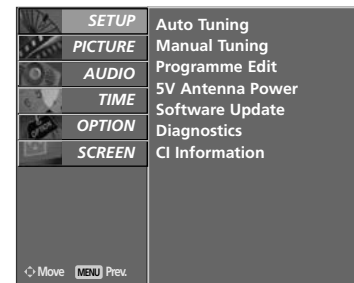 SETUP
PICTURE
AUDIO
TIME
OPTION
SCREEN
Move MENU Prev.
Auto Tuning
Manual Tuning
Programme Edit
5V Antenna Power
Software Update
Diagnostics
CI Information